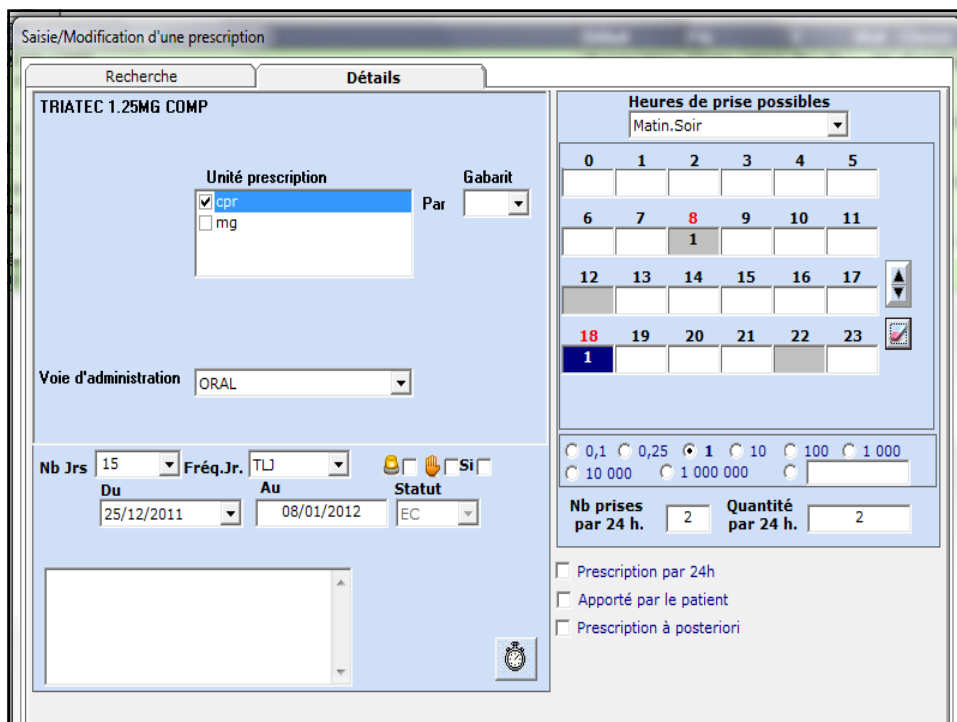 Saisie/Modification d'une prescription
Recherche
Détails
TRIATEC 1.25MG COMP
Unité prescription
Gabarit
cpr
Par
mg
Voie d'administration
ORAL
Nb Jrs 15 Fréq.Jr. TLJ Si
Du Au Statut
25/12/2011 08/01/2012 EC
Heures de prise possibles
Matin.Soir
0 1 2 3 4 5
6 7 8 9 10 11
1
12 13 14 15 16 17
18 19 20 21 22 23
1
0,1 0,25 1 10 100 1 000
10 000 1 000 000
Nb prises Quantité
par 24 h. 2 par 24 h. 2
Prescription par 24h
Apporté par le patient
Prescription à posteriori